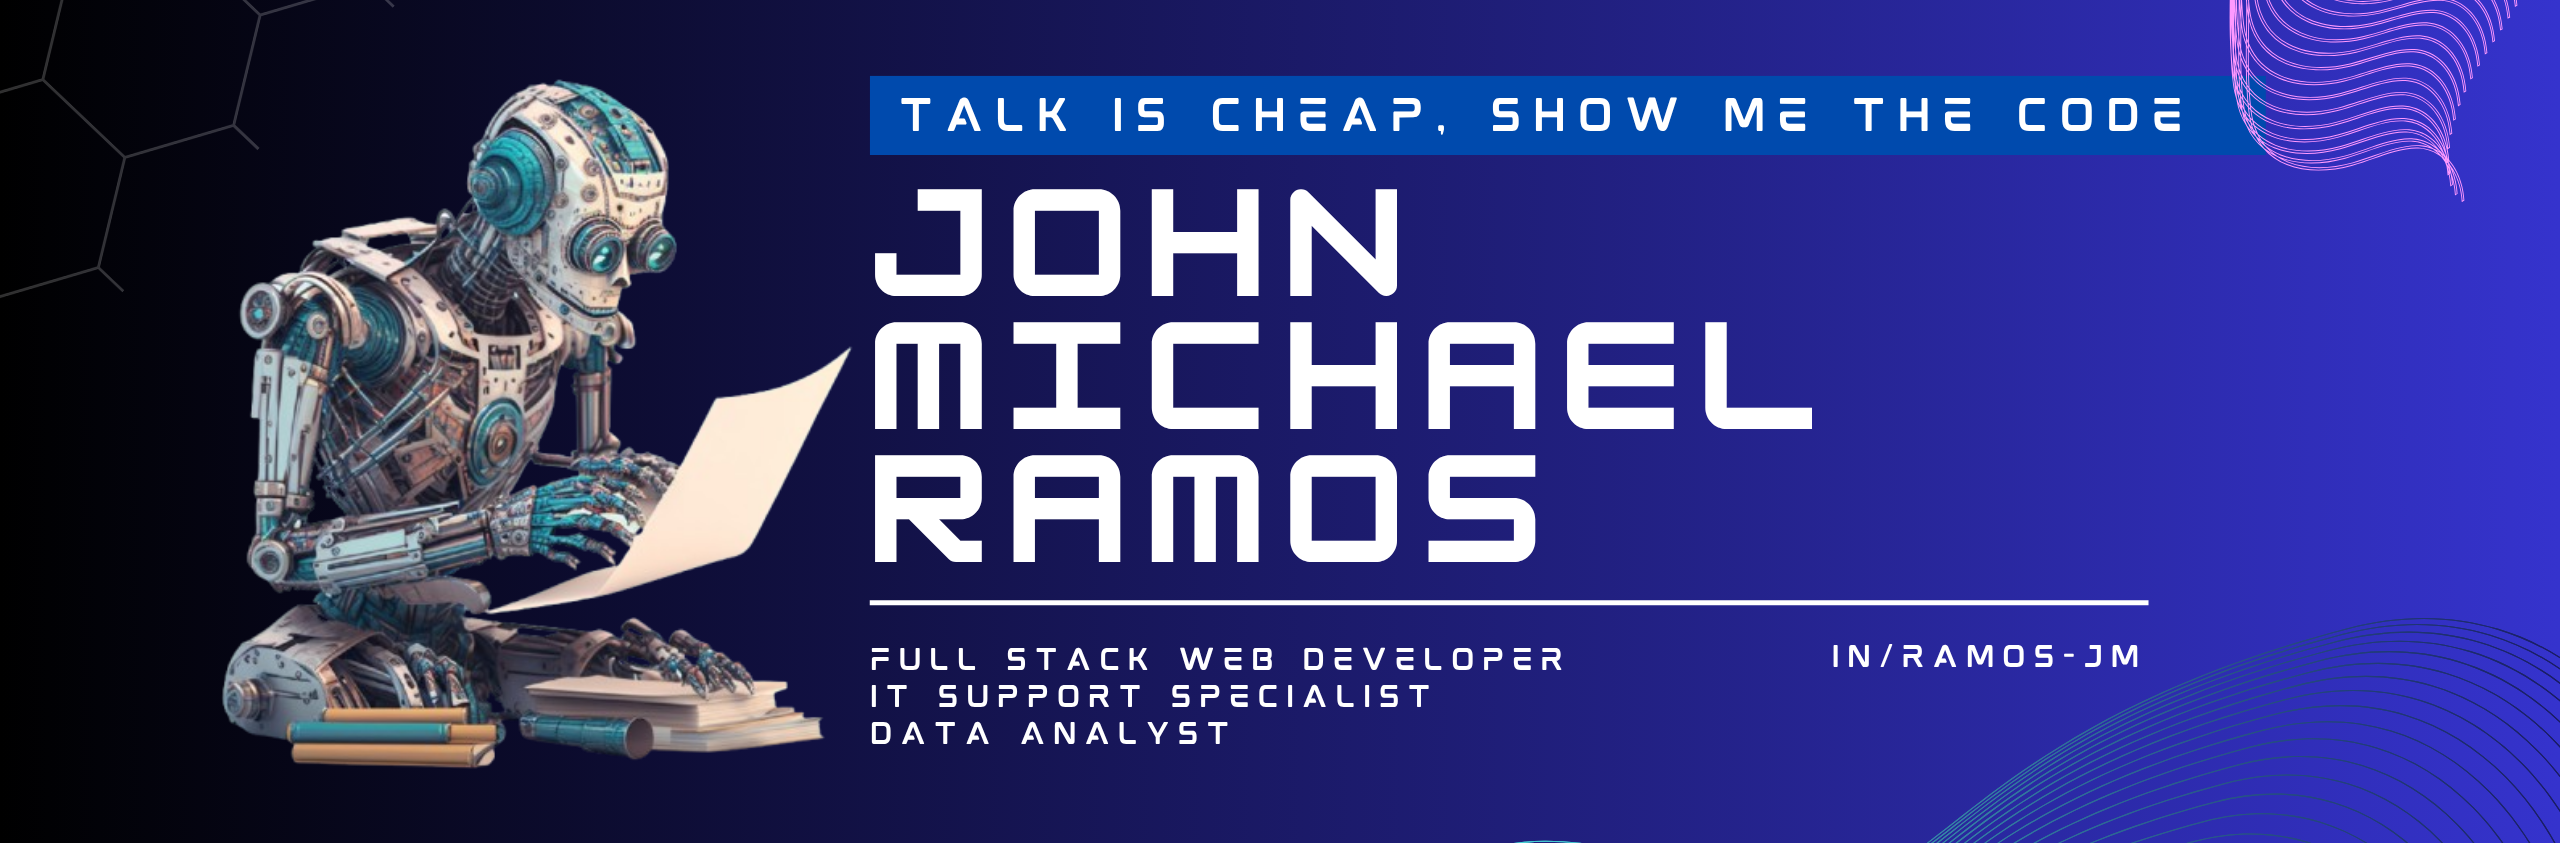 TALK IS CHEAP, SHOW ME THE CODE
JOHN
MICHAEL
RAMOS
FULL STACK WEB DEVELOPER
IT SUPPORT SPECIALIST
DATA ANALYST
IN/RAMOS-JM